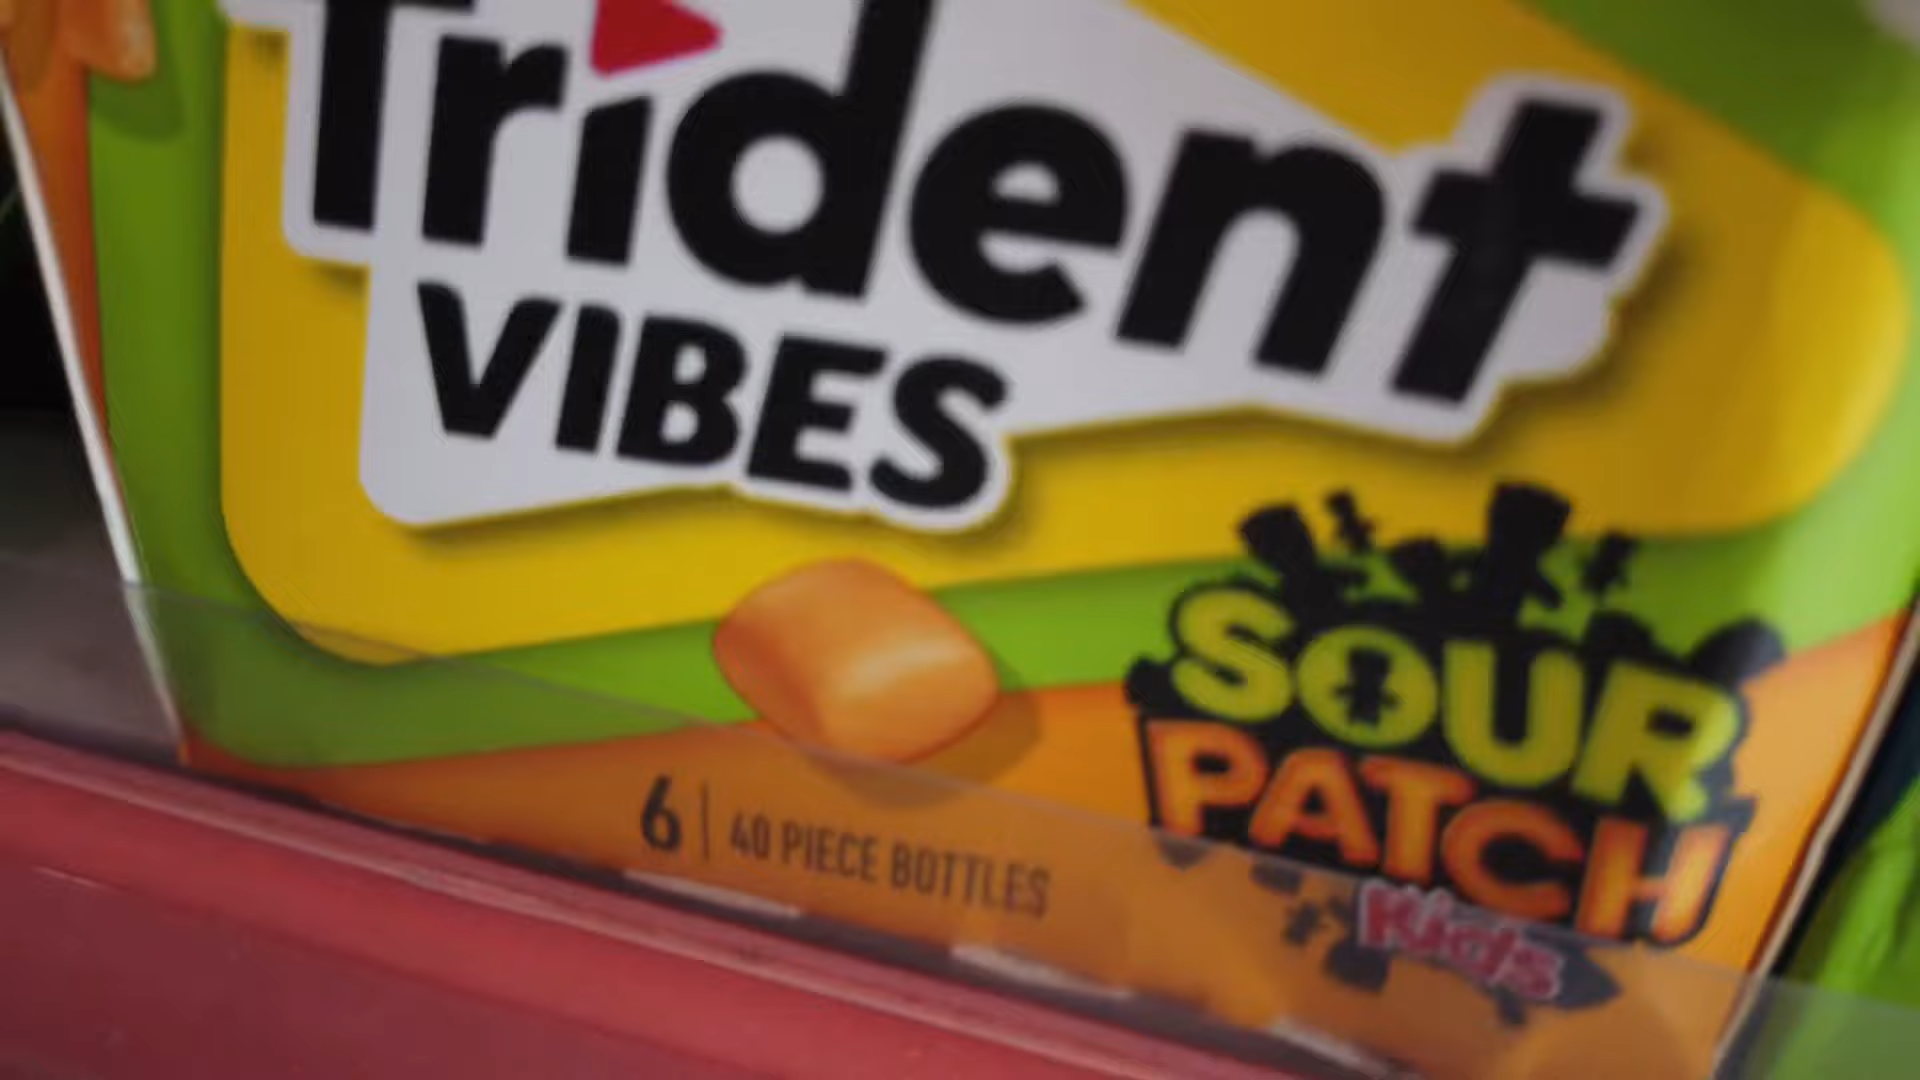 Trident
VIBES
SOUR
PATCH
Kids
6 | 40 PIECE BOTTLES